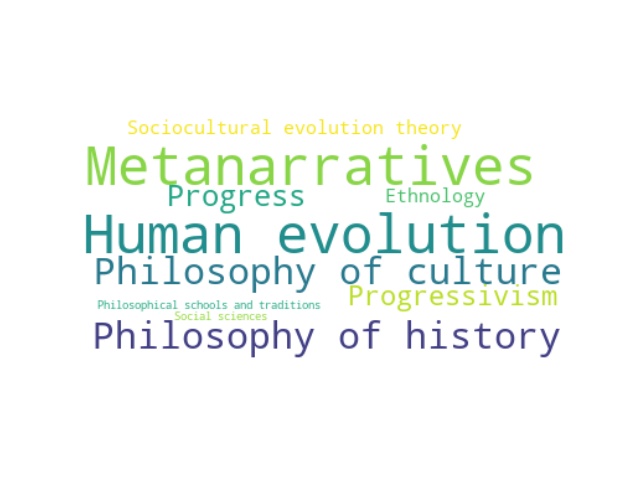 Sociocultural evolution theory
Metanarratives
Progress
Ethnology
Human evolution
Philosophy of culture
Progressivism
Philosophical schools and traditions
Social sciences
Philosophy of history